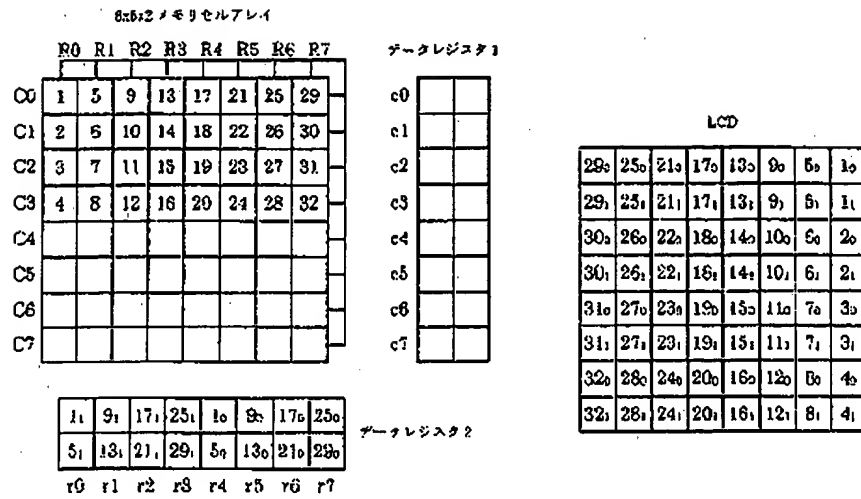 8x8x2 メモリセルアレイ
R0 R1 R2 R3 R4 R5 R6 R7
C0 1 5 9 13 17 21 25 29
C1 2 6 10 14 18 22 26 30
C2 3 7 11 15 19 23 27 31
C3 4 8 12 16 20 24 28 32
C4
C5
C6
C7
データレジスタ1
c0
c1
c2
c3
c4
c5
c6
c7
LCD
29₀ 25₀ 21₀ 17₀ 13₀ 9₀ 5₀ 1₀
29₁ 25₁ 21₁ 17₁ 13₁ 9₁ 5₁ 1₁
30₀ 26₀ 22₀ 18₀ 14₀ 10₀ 6₀ 2₀
30₁ 26₁ 22₁ 18₁ 14₁ 10₁ 6₁ 2₁
31₀ 27₀ 23₀ 19₀ 15₀ 11₀ 7₀ 3₀
31₁ 27₁ 23₁ 19₁ 15₁ 11₁ 7₁ 3₁
32₀ 28₀ 24₀ 20₀ 16₀ 12₀ 8₀ 4₀
32₁ 28₁ 24₁ 20₁ 16₁ 12₁ 8₁ 4₁
1₁ 9₁ 17₁ 25₁ 1₀ 9₀ 17₀ 25₀
5₁ 13₁ 21₁ 29₁ 5₀ 13₀ 21₀ 29₀
r0 r1 r2 r3 r4 r5 r6 r7
データレジスタ2